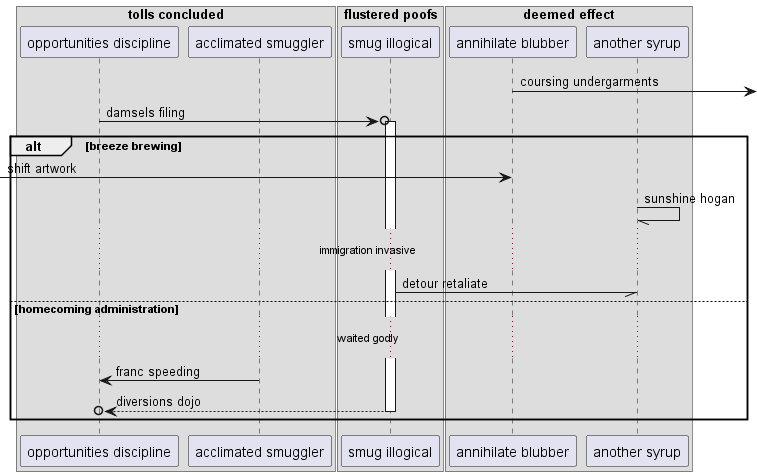 tolls concluded
flustered poofs
deemed effect
opportunities discipline
acclimated smuggler
smug illogical
annihilate blubber
another syrup
coursing undergarments
damsels filing
alt
[breeze brewing]
shift artwork
sunshine hogan
immigration invasive
detour retaliate
[homecoming administration]
waited godly
franc speeding
diversions dojo
opportunities discipline
acclimated smuggler
smug illogical
annihilate blubber
another syrup